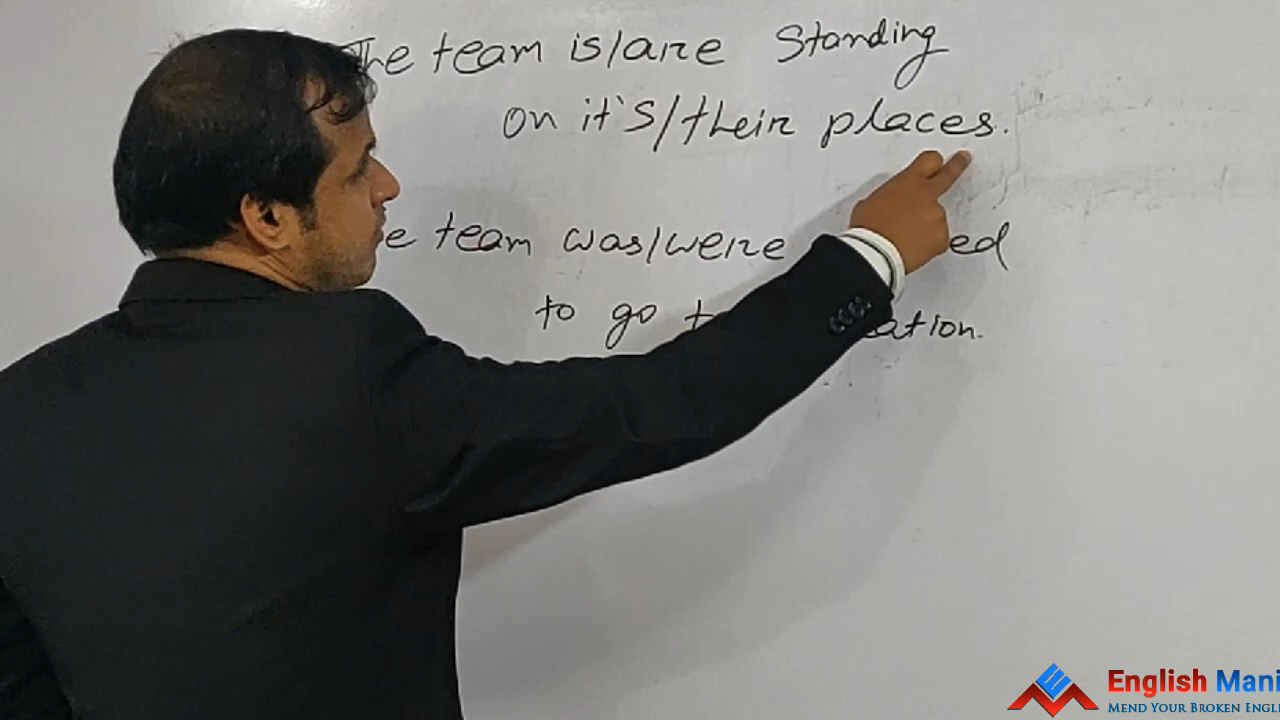 The team is/are Standing
on it's/their places.
team was/were
to go
English Mani
MEND YOUR BROKEN ENGL